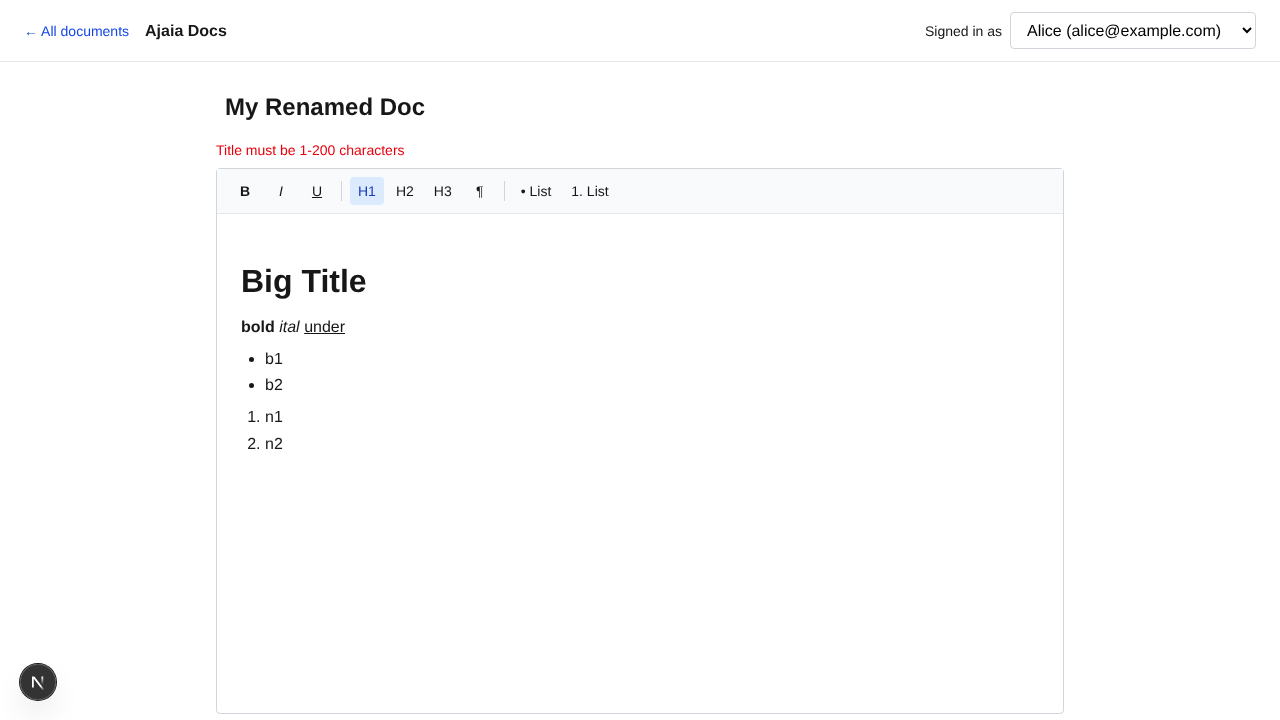 ← All documents Ajaia Docs Signed in as Alice (alice@example.com)
My Renamed Doc
Title must be 1-200 characters
B I U H1 H2 H3 ¶ • List 1. List
Big Title
bold ital under
• b1
• b2
1. n1
2. n2
N